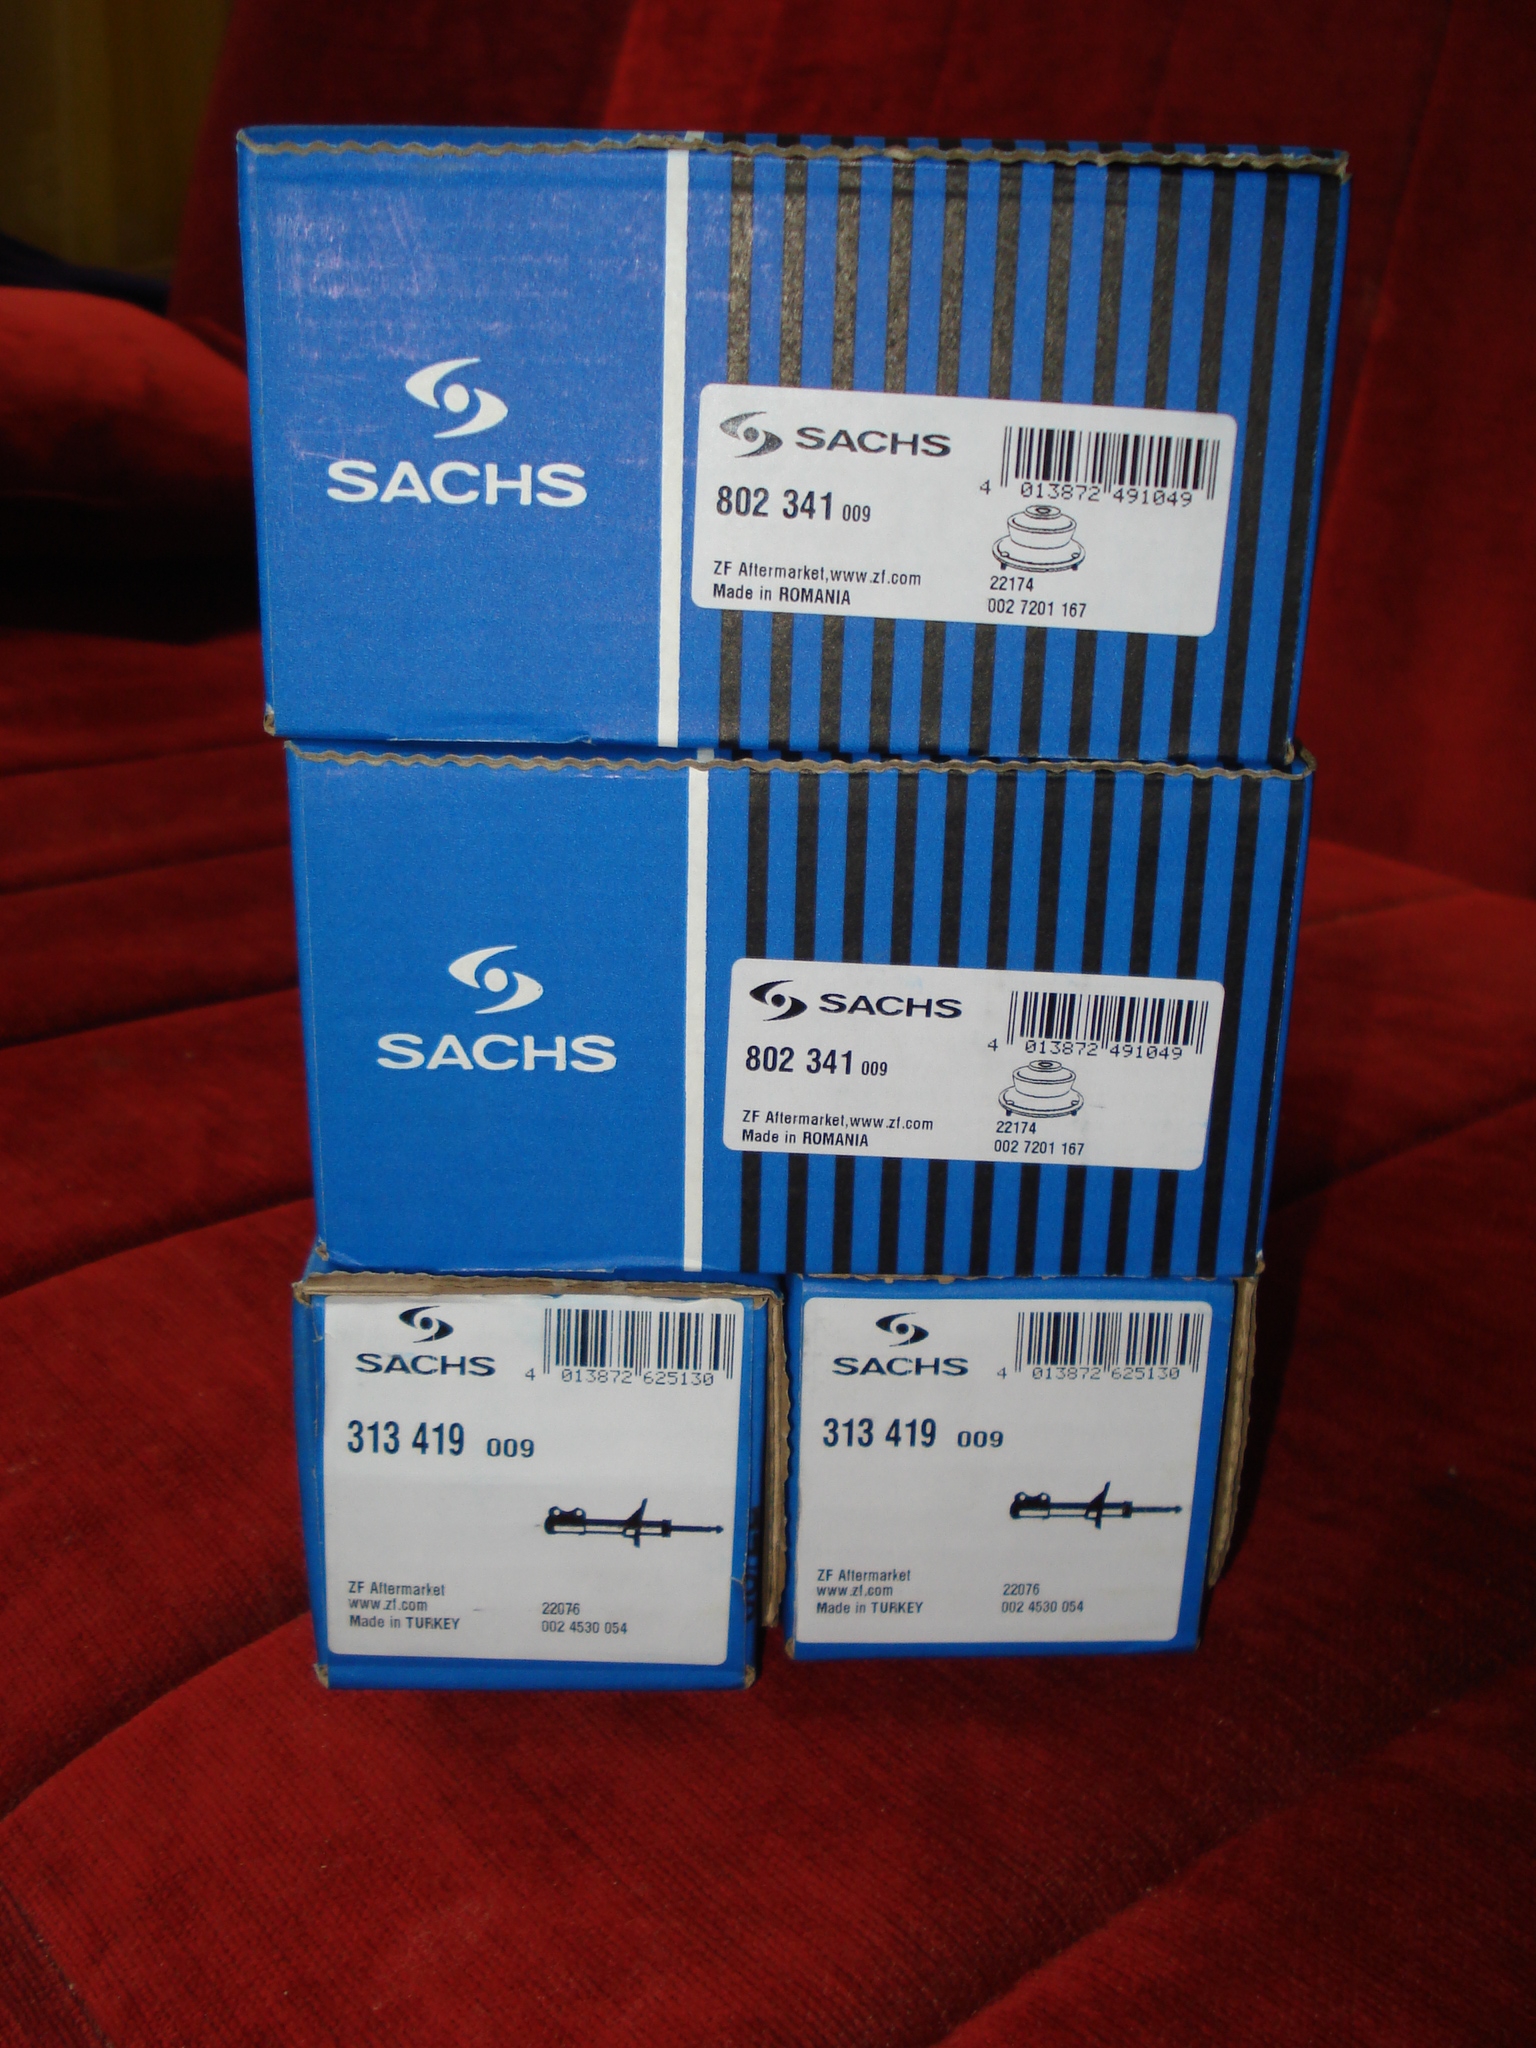 SACHS
SACHS
4 013872 491049
802 341 009
ZF Aftermarket,www.zf.com
Made in ROMANIA
22174
002 7201 167
SACHS
SACHS
4 013872 491049
802 341 009
ZF Aftermarket,www.zf.com
Made in ROMANIA
22174
002 7201 167
SACHS
4 013872 625130
313 419 009
ZF Aftermarket
www.zf.com
Made in TURKEY
22076
002 4530 054
SACHS
4 013872 625130
313 419 009
ZF Aftermarket
www.zf.com
Made in TURKEY
22076
002 4530 054